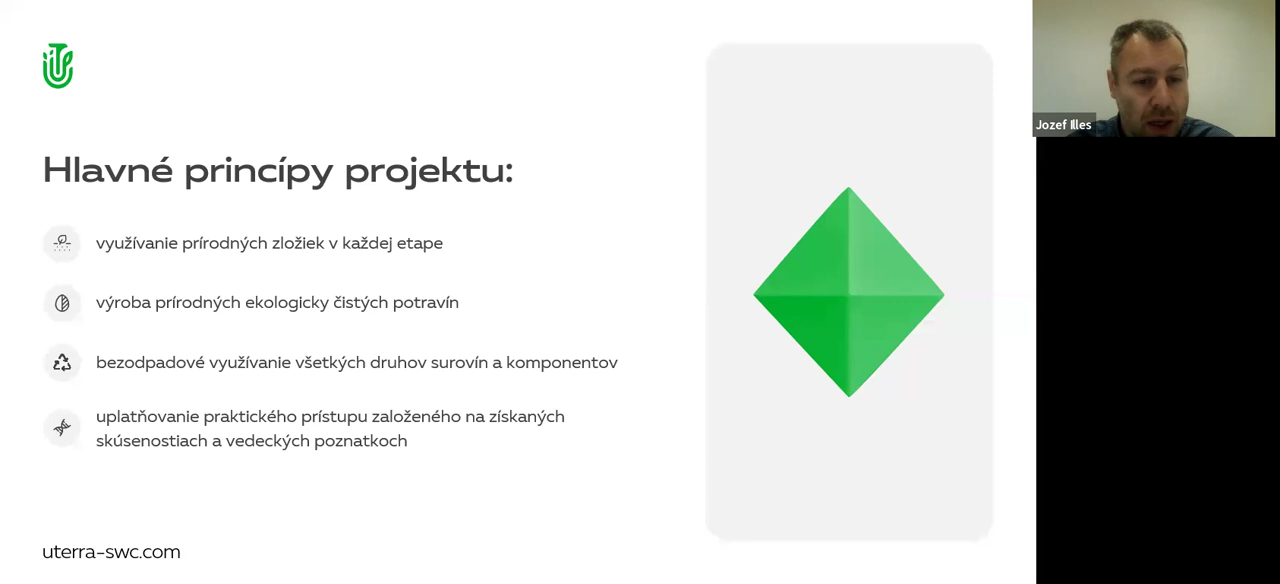 Hlavné princípy projektu:
využívanie prírodných zložiek v každej etape
výroba prírodných ekologicky čistých potravín
bezodpadové využívanie všetkých druhov surovín a komponentov
uplatňovanie praktického prístupu založeného na získaných
skúsenostiach a vedeckých poznatkoch
uterra-swc.com
Jozef Illes